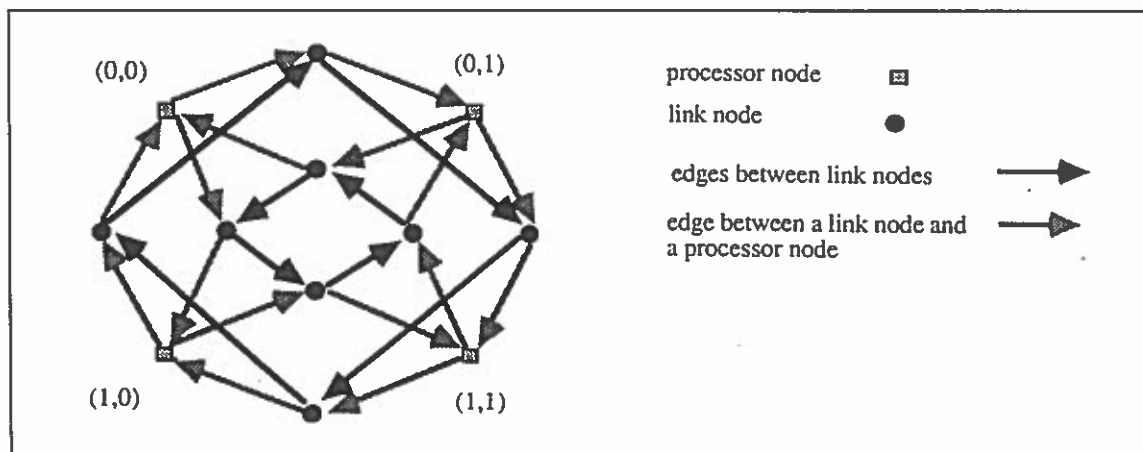 (0,0)
(0,1)
(1,0)
(1,1)
processor node
link node
edges between link nodes
edge between a link node and
a processor node